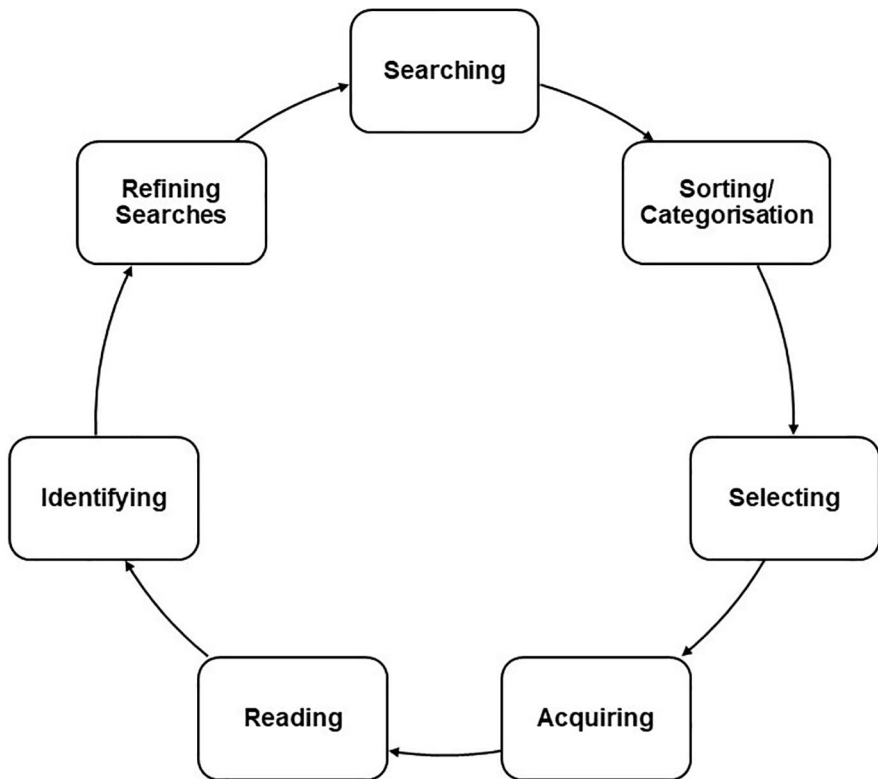 Searching
Sorting/
Categorisation
Selecting
Acquiring
Reading
Identifying
Refining
Searches